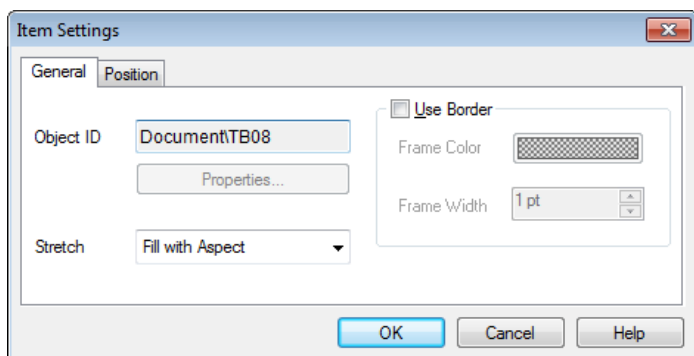 Item Settings
General
Position
Object ID
Document\TB08
Properties...
Stretch
Fill with Aspect
Use Border
Frame Color
Frame Width
1 pt
OK
Cancel
Help